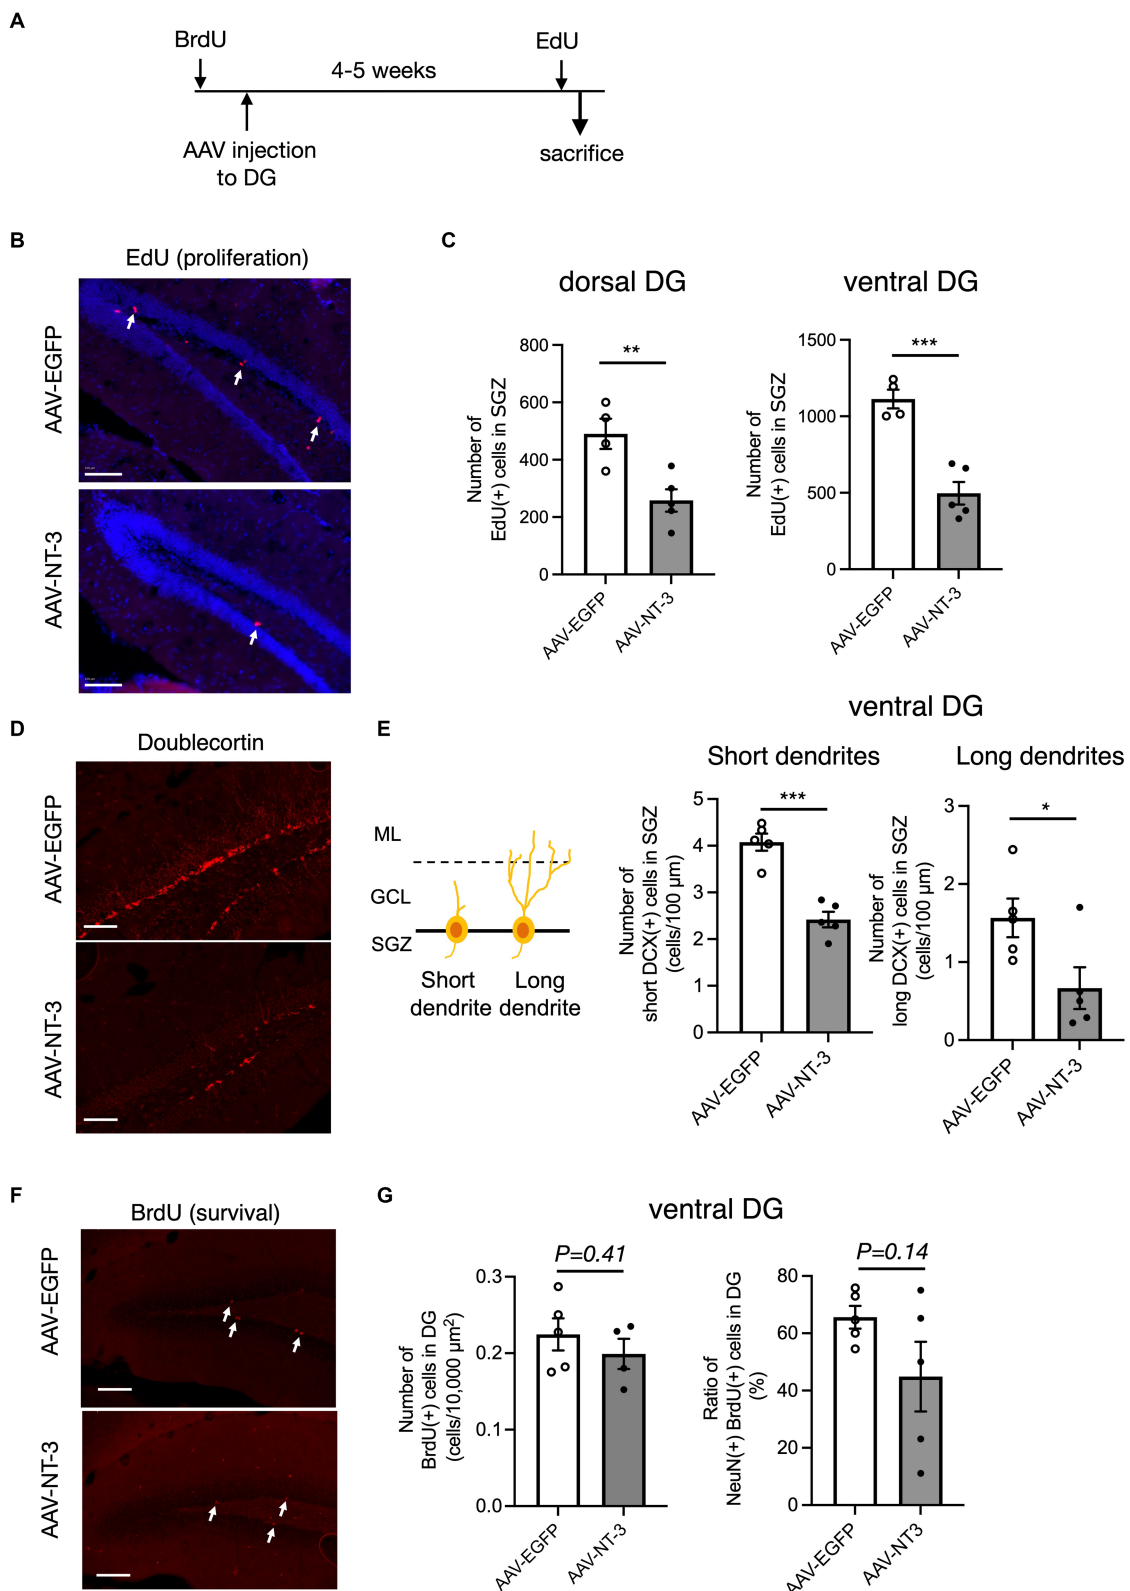 A
BrdU
EdU
4-5 weeks
AAV injection
to DG
sacrifice
B
EdU (proliferation)
AAV-EGFP
AAV-NT-3
C
dorsal DG
Number of
EdU(+) cells in SGZ
800
600
400
200
0
**
AAV-EGFP
AAV-NT-3
ventral DG
Number of
EdU(+) cells in SGZ
1500
1000
500
0
***
AAV-EGFP
AAV-NT-3
D
Doublecortin
AAV-EGFP
AAV-NT-3
E
ML
GCL
SGZ
Short
dendrite
Long
dendrite
ventral DG
Short dendrites
Number of
short DCX(+) cells in SGZ
(cells/100 μm)
5
4
3
2
1
0
***
AAV-EGFP
AAV-NT-3
Long dendrites
Number of
long DCX(+) cells in SGZ
(cells/100 μm)
3
2
1
0
*
AAV-EGFP
AAV-NT-3
F
BrdU (survival)
AAV-EGFP
AAV-NT-3
G
ventral DG
Number of
BrdU(+) cells in DG
(cells/10,000 μm²)
0.3
0.2
0.1
0.0
P=0.41
AAV-EGFP
AAV-NT-3
Ratio of
NeuN(+) BrdU(+) cells in DG
(%)
80
60
40
20
0
P=0.14
AAV-EGFP
AAV-NT3